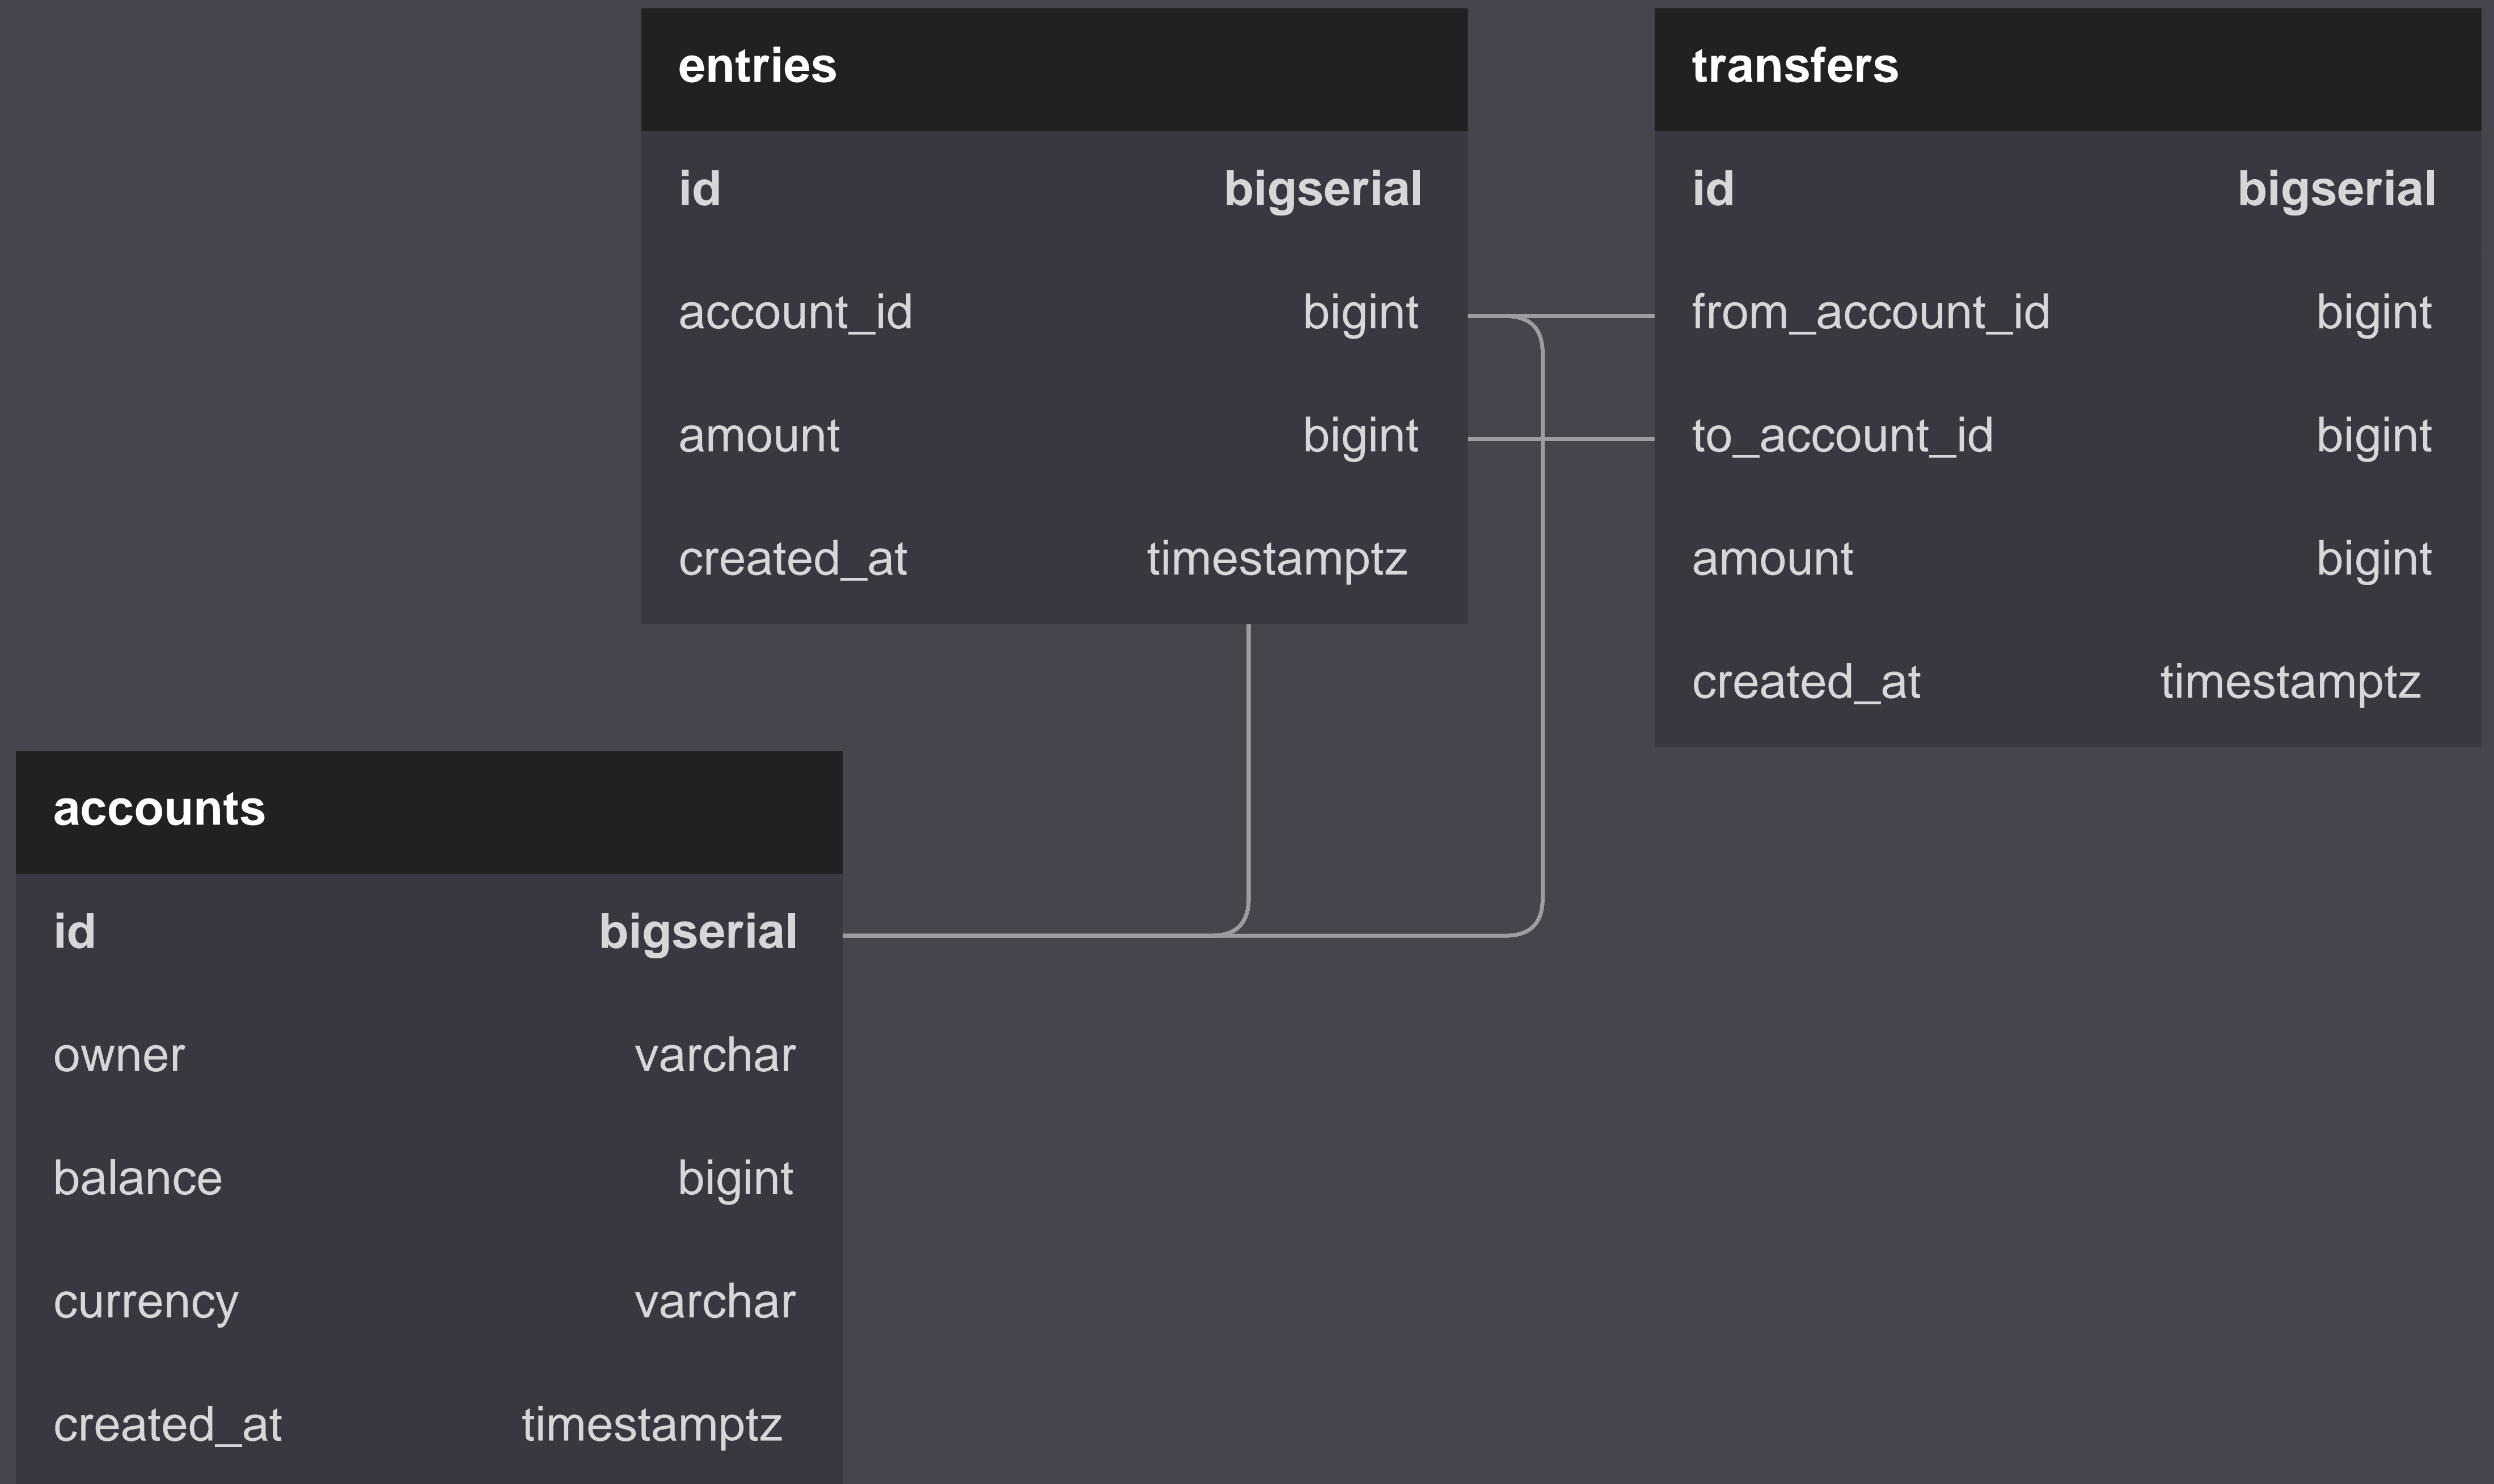 entries
id bigserial
account_id bigint
amount bigint
created_at timestamptz
transfers
id bigserial
from_account_id bigint
to_account_id bigint
amount bigint
created_at timestamptz
accounts
id bigserial
owner varchar
balance bigint
currency varchar
created_at timestamptz